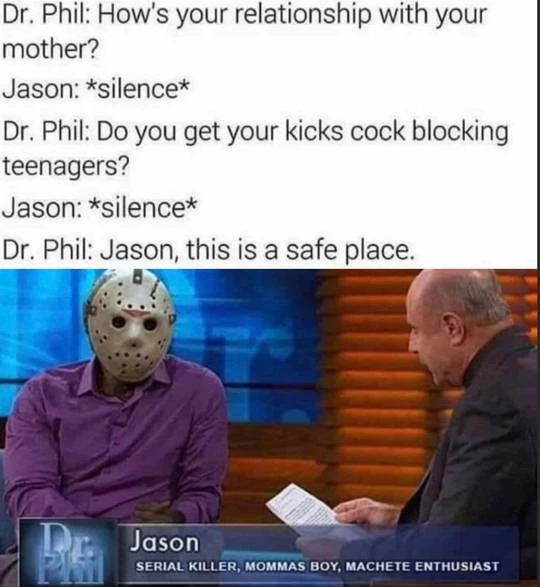 Dr. Phil: How's your relationship with your
mother?
Jason: *silence*
Dr. Phil: Do you get your kicks cock blocking
teenagers?
Jason: *silence*
Dr. Phil: Jason, this is a safe place.
Dr.
Phil
Jason
SERIAL KILLER, MOMMAS BOY, MACHETE ENTHUSIAST